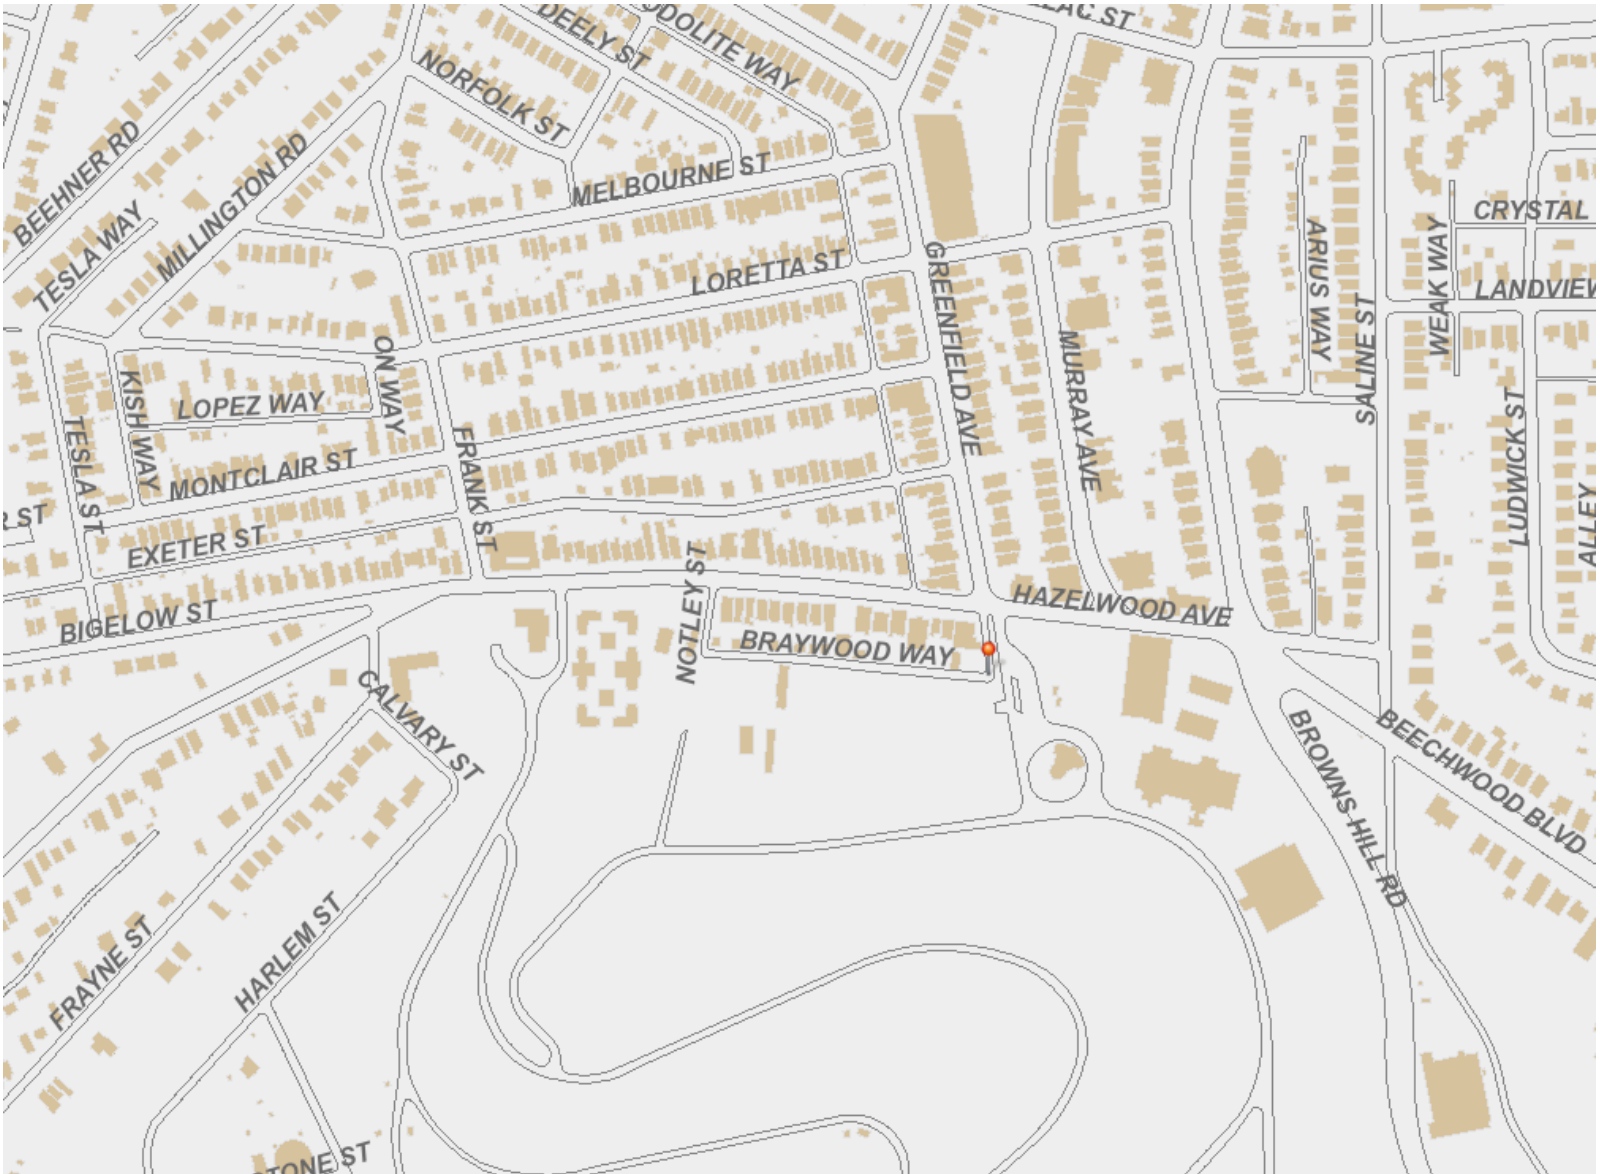 DEELY ST
NORFOLK ST
BEEHNER RD
MILLINGTON RD
TESLA WAY
MELBOURNE ST
LORETTA ST
GREENFIELD AVE
CRYSTAL
ARIUS WAY
WEAK WAY
LANDVIEW
SALINE ST
MURRAY AVE
ON WAY
KISH WAY
LOPEZ WAY
TESLA ST
MONTCLAIR ST
FRANK ST
LUDWICK ST
ALLEY
R ST
EXETER ST
NOTLEY ST
BIGELOW ST
HAZELWOOD AVE
BRAYWOOD WAY
CALVARY ST
BROWNS HILL RD
BEECHWOOD BLVD
FRAYNE ST
HARLEM ST